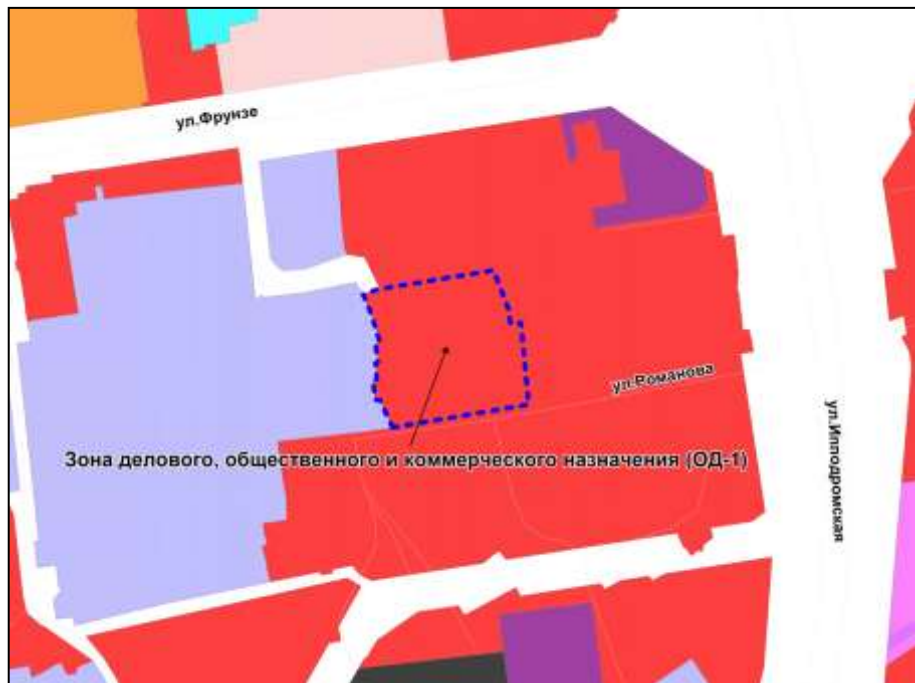 ул.Фрунзе
ул.Романова
ул.Ипподромская
Зона делового, общественного и коммерческого назначения (ОД-1)